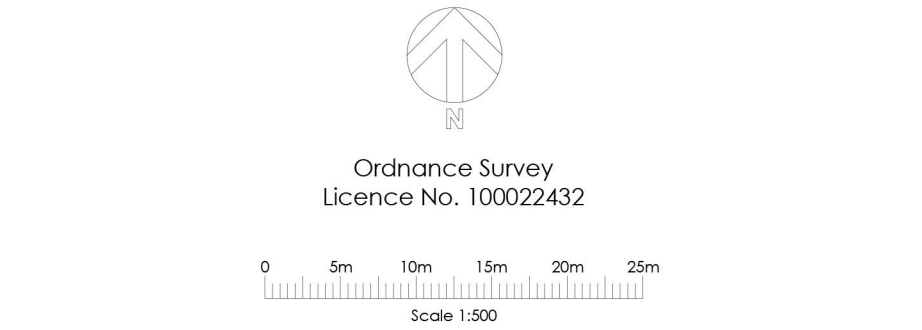 N
Ordnance Survey
Licence No. 100022432
0 5m 10m 15m 20m 25m
Scale 1:500